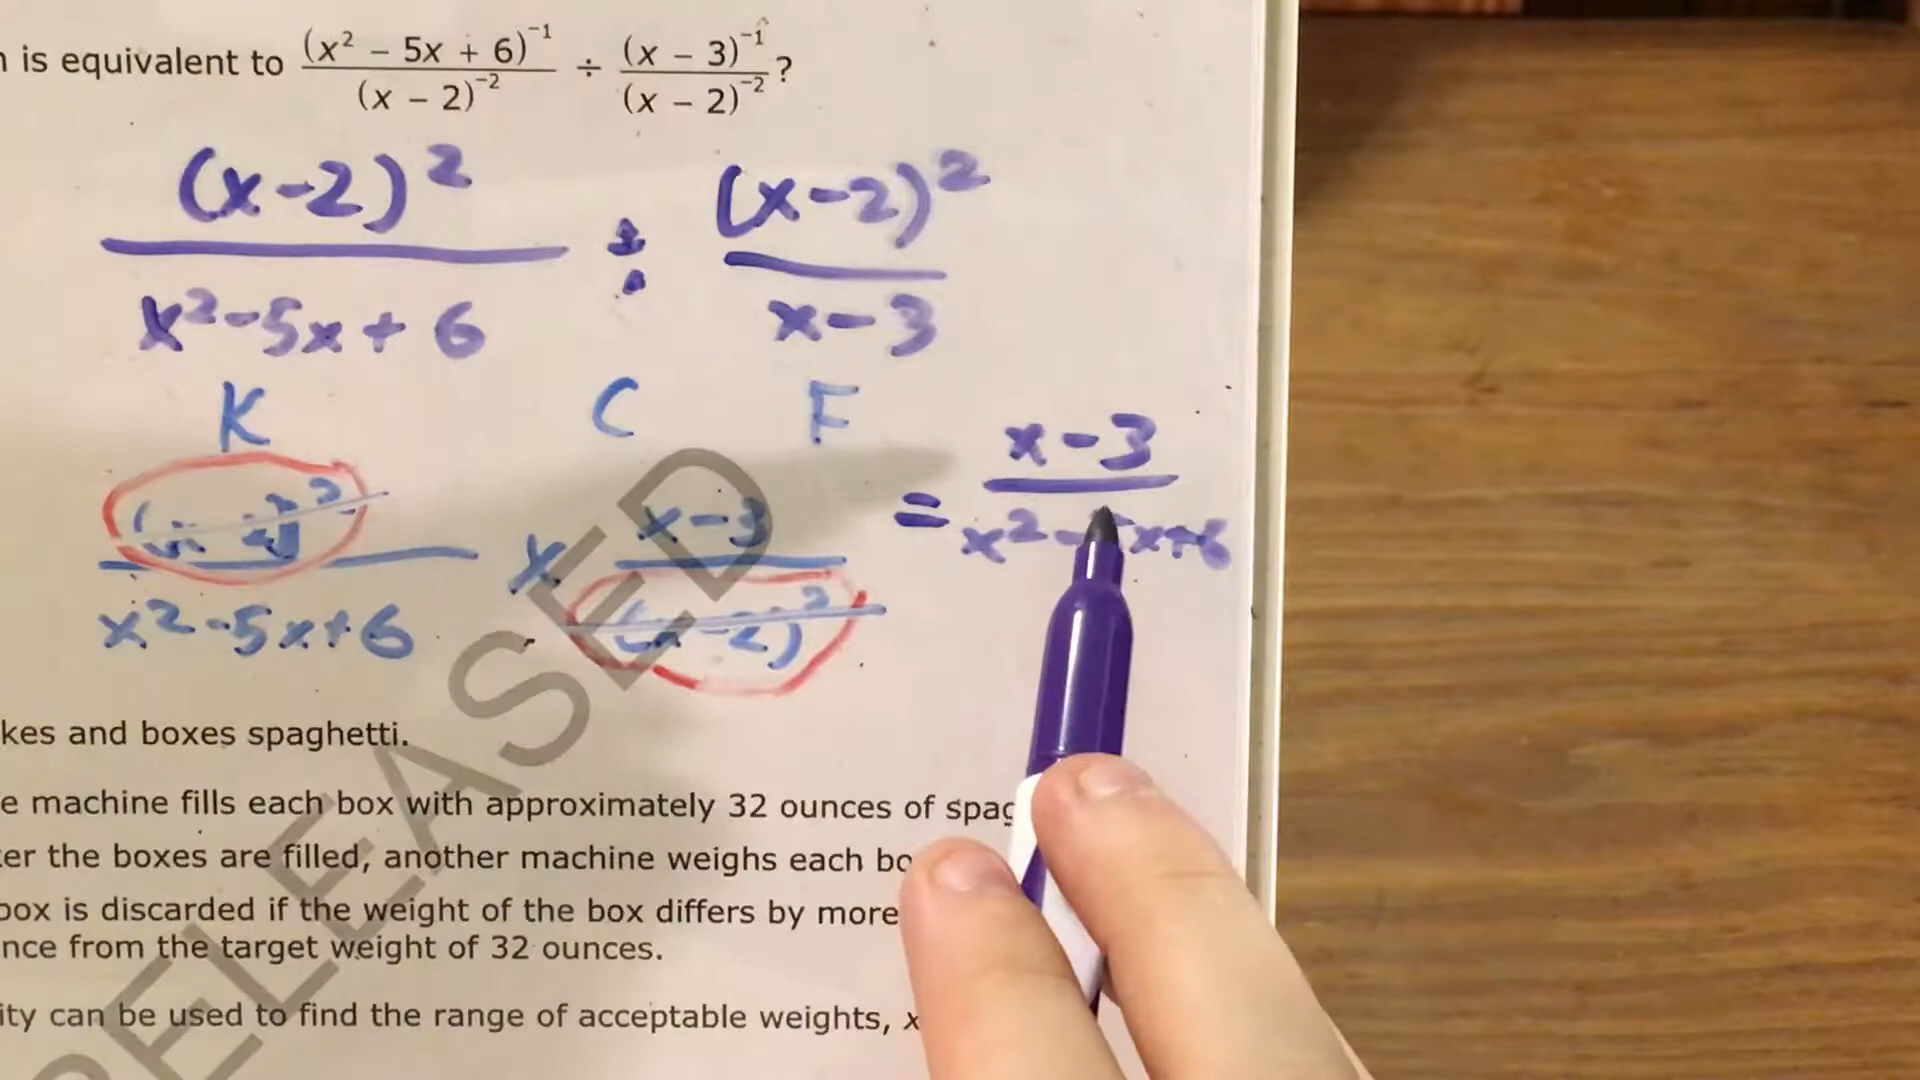 is equivalent to (x² – 5x + 6)⁻¹ / (x – 2)⁻² ÷ (x – 3)⁻¹ / (x – 2)⁻² ?
(x-2)² / x²-5x+6 ÷ (x-2)² / x-3
K C F
x²-5x+6 x x-3 / (x-2)²
= x-3 / x² - x+6
kes and boxes spaghetti.
e machine fills each box with approximately 32 ounces of spag
er the boxes are filled, another machine weighs each bo
box is discarded if the weight of the box differs by more
nce from the target weight of 32 ounces.
ity can be used to find the range of acceptable weights, x
RELEASED